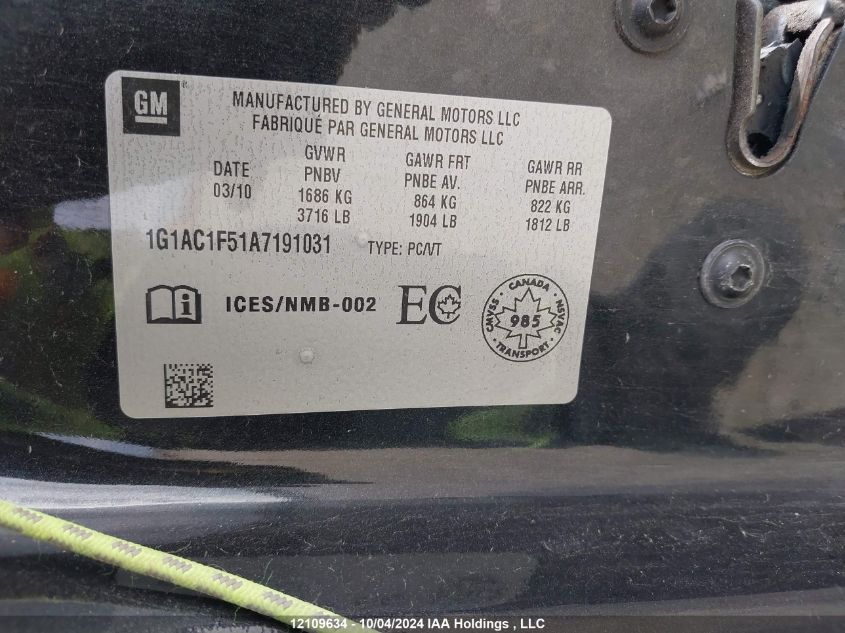 GM
MANUFACTURED BY GENERAL MOTORS LLC
FABRIQUÉ PAR GENERAL MOTORS LLC
DATE
03/10
GVWR
PNBV
1686 KG
3716 LB
GAWR FRT
PNBE AV.
864 KG
1904 LB
GAWR RR
PNBE ARR.
822 KG
1812 LB
1G1AC1F51A7191031 TYPE: PC/VT
ICES/NMB-002 EC
CANADA
CMVSS 985 NSVAC
TRANSPORT
12109634 - 10/04/2024 IAA Holdings , LLC